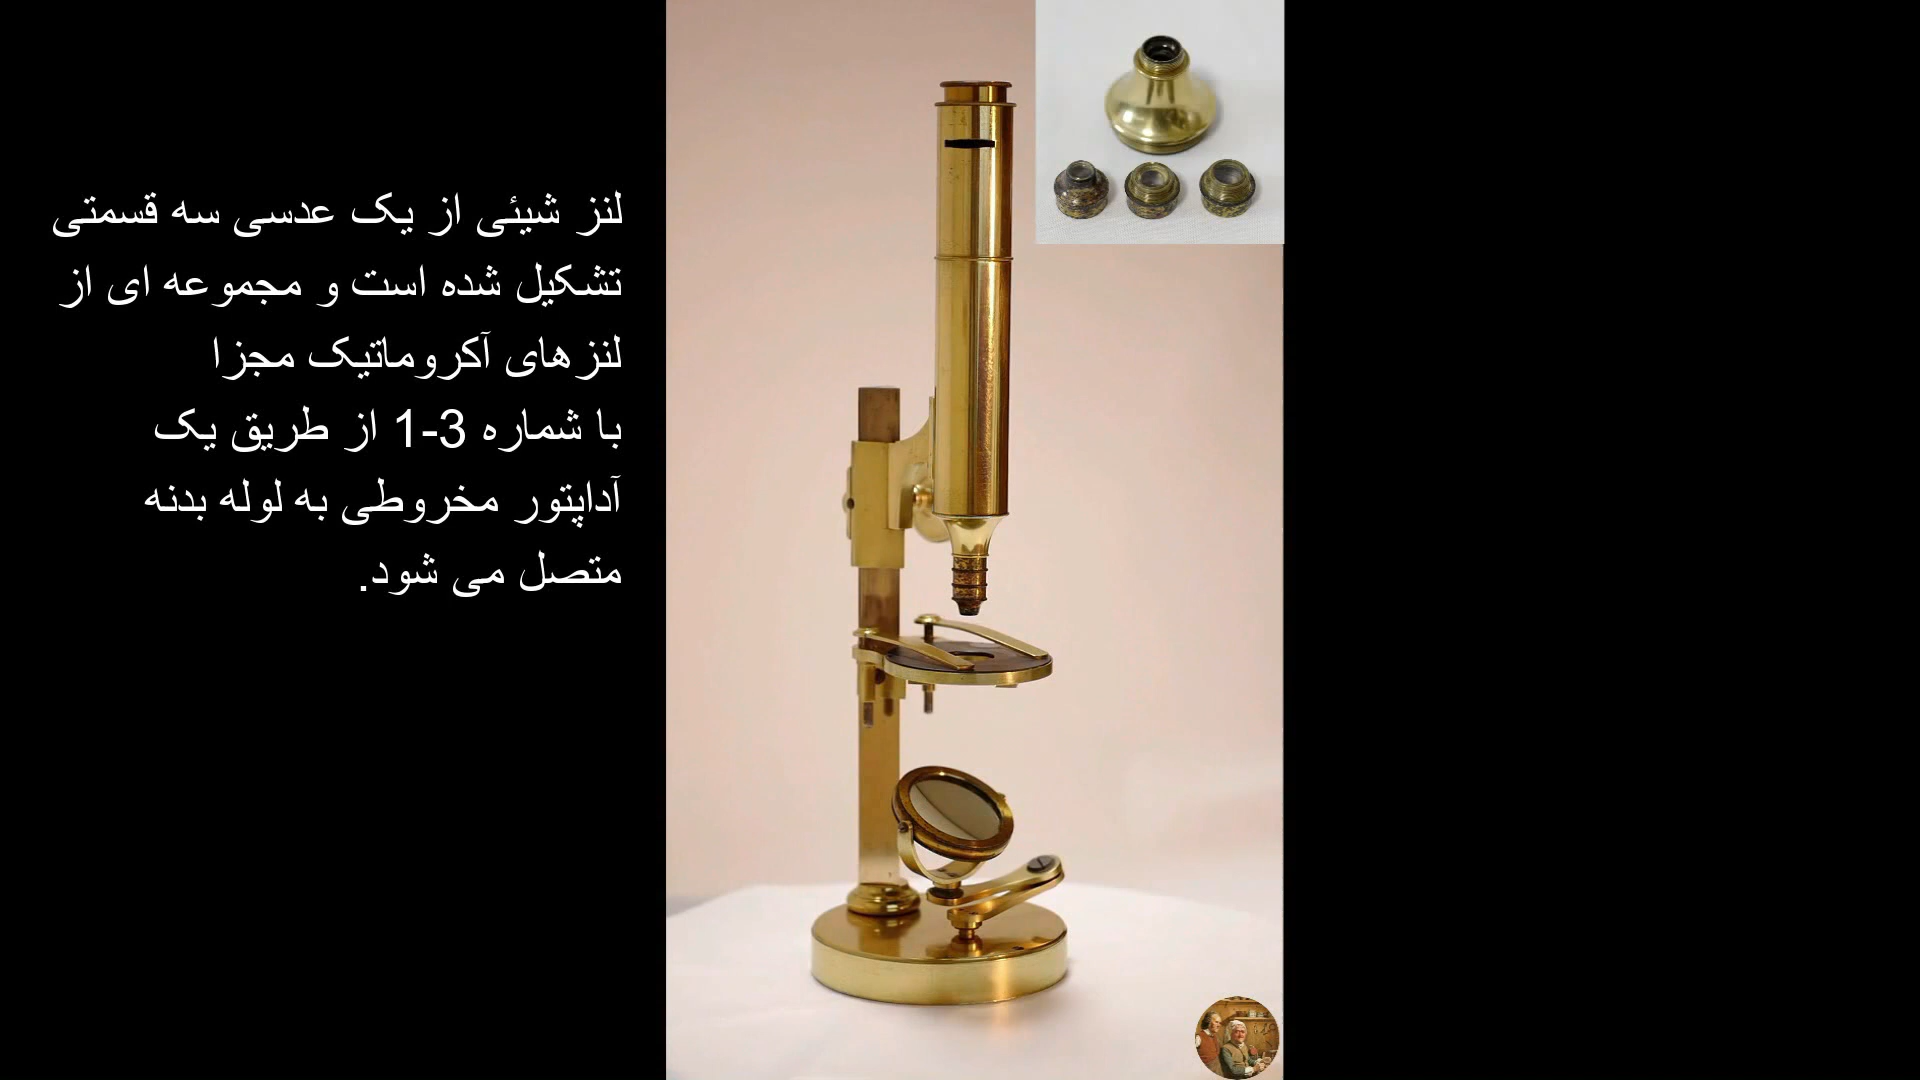 لنز شیئی از یک عدسی سه قسمتی
تشکیل شده است و مجموعه ای از
لنزهای آکروماتیک مجزا
با شماره 3-1 از طریق یک
آداپتور مخروطی به لوله بدنه
متصل می شود.